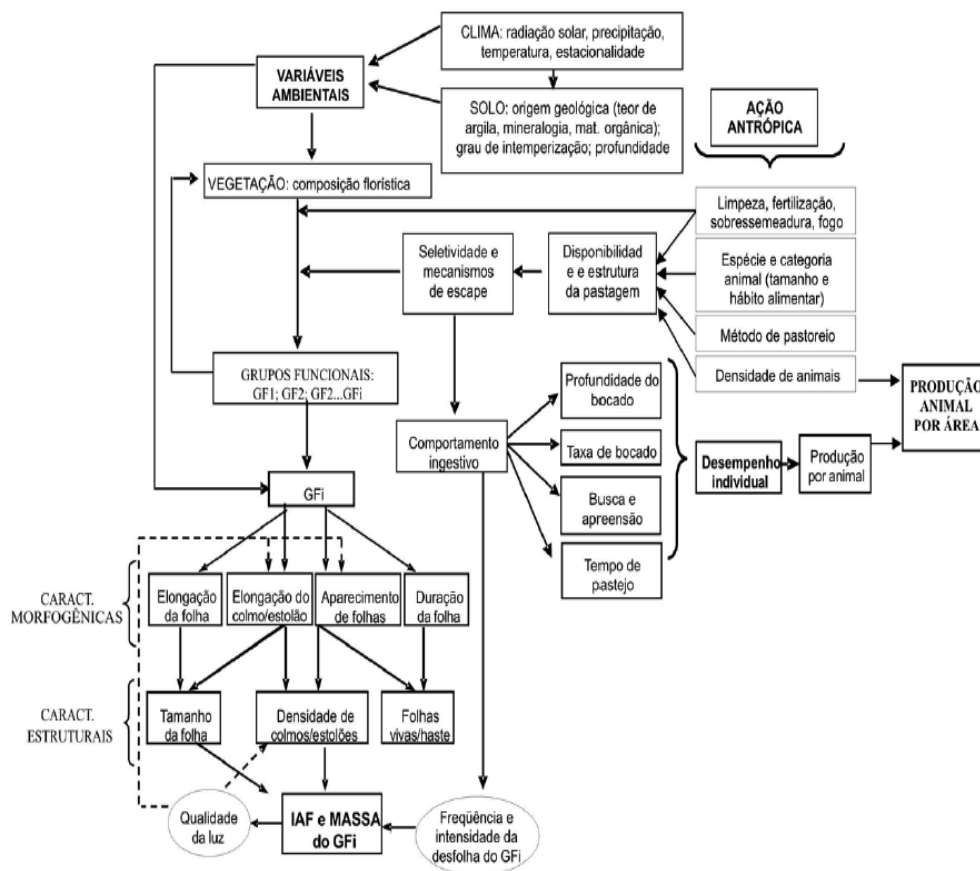 CLIMA: radiação solar, precipitação,
temperatura, estacionalidade
VARIÁVEIS
AMBIENTAIS
SOLO: origem geológica (teor de
argila, mineralogia, mat. orgânica);
grau de intemperização; profundidade
AÇÃO
ANTRÓPICA
VEGETAÇÃO: composição florística
Limpeza, fertilização,
sobressemeadura, fogo
Seletividade e
mecanismos
de escape
Disponibilidad
e e estrutura
da pastagem
Espécie e categoria
animal (tamanho e
hábito alimentar)
Método de pastoreio
Densidade de animais
GRUPOS FUNCIONAIS:
GF1; GF2; GF2...GFi
Profundidade do
bocado
PRODUÇÃO
ANIMAL
POR ÁREA
Comportamento
ingestivo
Taxa de bocado
Desempenho
individual
Produção
por animal
GFi
Busca e
apreensão
Tempo de
pastejo
CARACT.
MORFOGÊNICAS
Elongação
da folha
Elongação do
colmo/estolão
Aparecimento
de folhas
Duração
da folha
CARACT.
ESTRUTURAIS
Tamanho
da folha
Densidade de
colmos/estolões
Folhas
vivas/haste
Qualidade
da luz
IAF e MASSA
do GFi
Freqüência e
intensidade da
desfolha do GFi